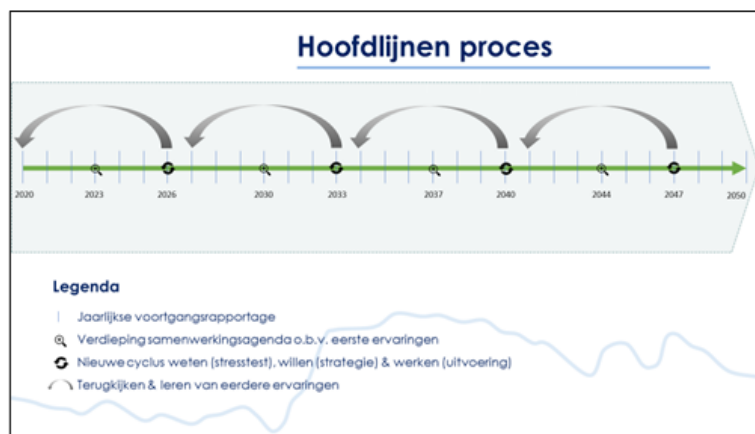 Hoofdlijnen proces
2020 2023 2026 2030 2033 2037 2040 2044 2047 2050
Legenda
Jaarlijkse voortgangsrapportage
Verdieping samenwerkingsagenda o.b.v. eerste ervaringen
Nieuwe cyclus weten (stresstest), willen (strategie) & werken (uitvoering)
Terugkijken & leren van eerdere ervaringen